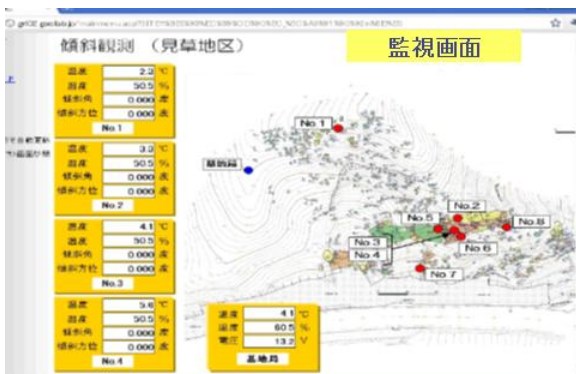 傾斜観測 (見草地区)
監視画面
上
温度 2.2 ℃
湿度 50.5 %
傾斜角 0.000 度
傾斜方位 0.000 度
No.1
温度 3.3 ℃
湿度 50.5 %
傾斜角 0.000 度
傾斜方位 0.000 度
No.2
温度 4.1 ℃
湿度 50.5 %
傾斜角 0.000 度
傾斜方位 0.000 度
No.3
温度 5.6 ℃
湿度 50.5 %
傾斜角 0.000 度
傾斜方位 0.000 度
No.4
温度 4.1 ℃
湿度 60.5 %
電圧 13.2 V
基地局
No 1
基地局
No.2
No.5
No.8
No.3
No.6
No.4
No 7